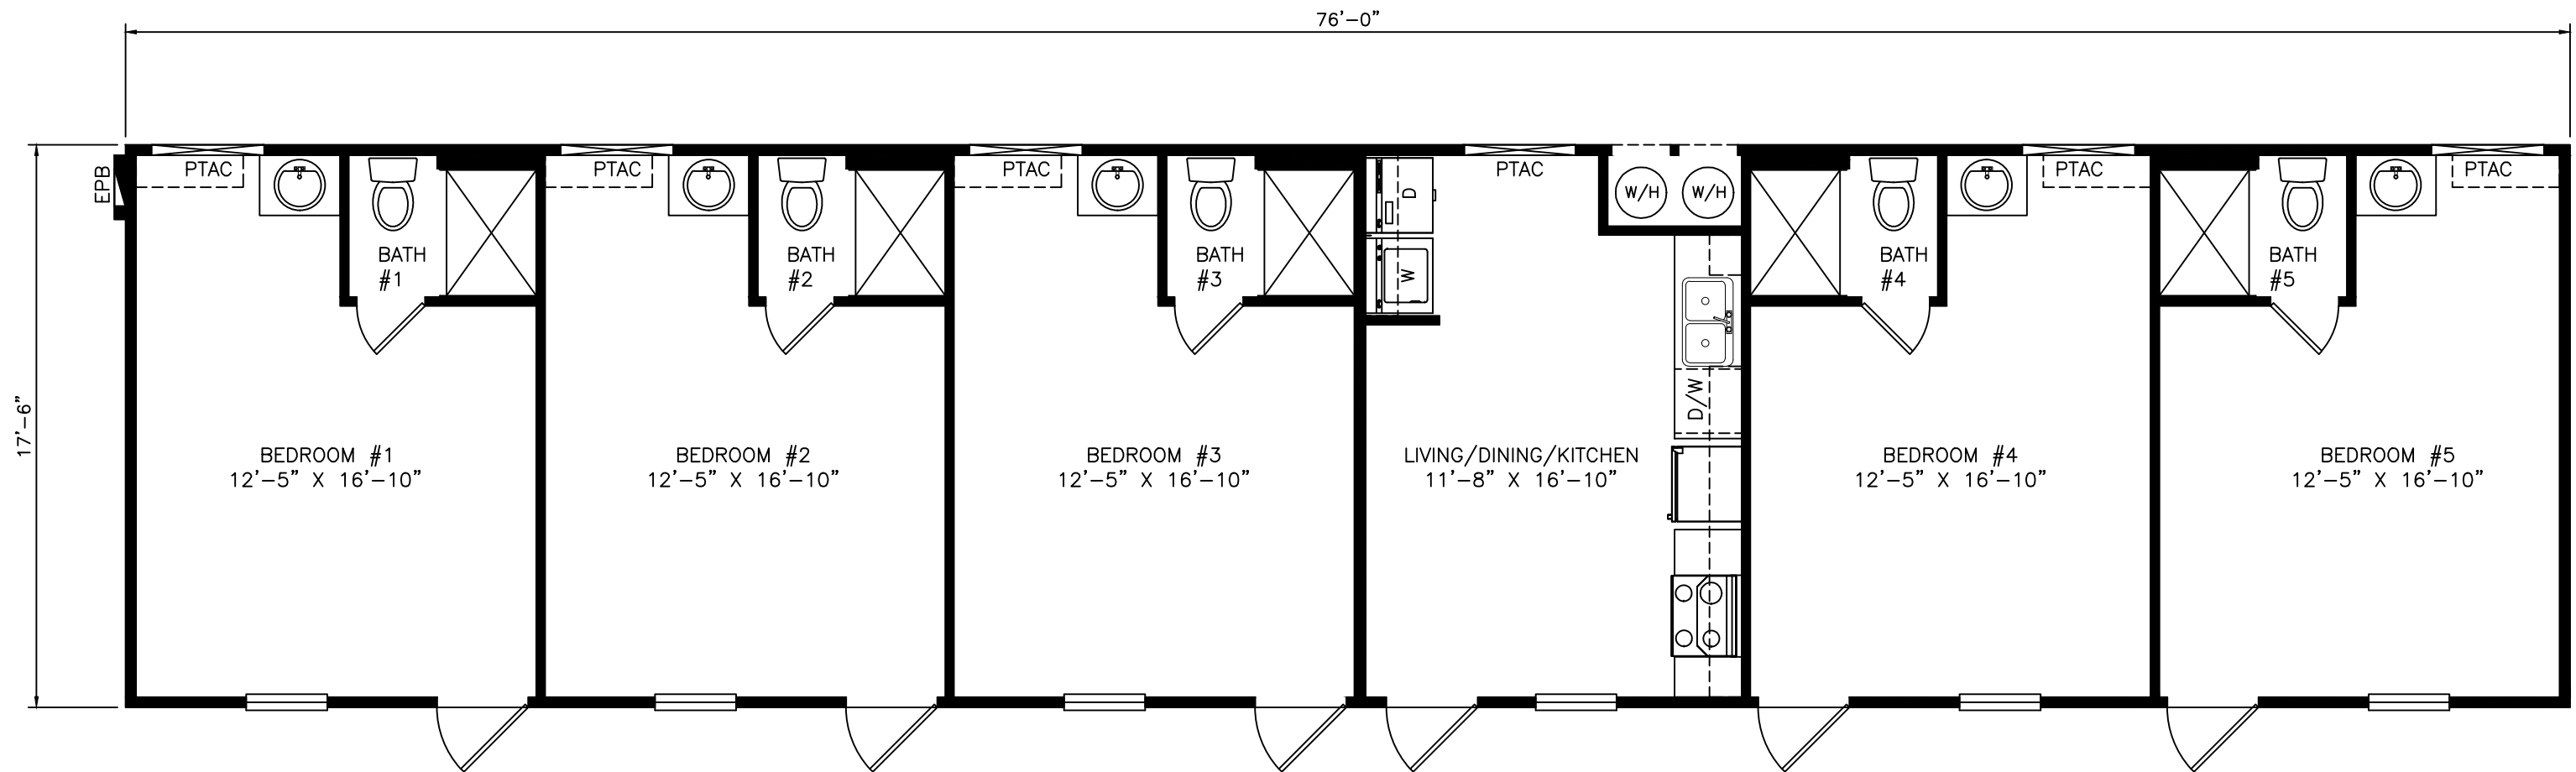 76'-0"
17'-6"
EPB
PTAC
PTAC
PTAC
PTAC
PTAC
PTAC
D
W
W/H
W/H
BATH
#1
BATH
#2
BATH
#3
BATH
#4
BATH
#5
D/W
BEDROOM #1
12'-5" X 16'-10"
BEDROOM #2
12'-5" X 16'-10"
BEDROOM #3
12'-5" X 16'-10"
LIVING/DINING/KITCHEN
11'-8" X 16'-10"
BEDROOM #4
12'-5" X 16'-10"
BEDROOM #5
12'-5" X 16'-10"